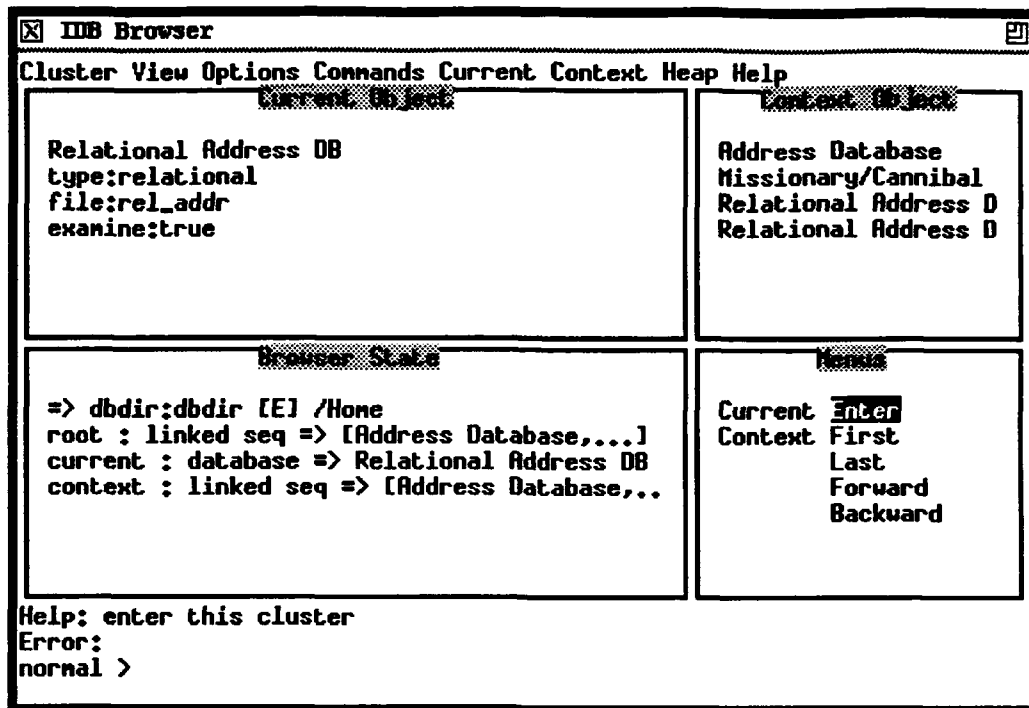 IDB Browser
Cluster View Options Commands Current Context Heap Help
Current Object
Relational Address DB
type:relational
file:rel_addr
examine:true
Context Object
Address Database
Missionary/Cannibal
Relational Address D
Relational Address D
Browser State
=> dbdir:dbdir [E] /Home
root : linked seq => [Address Database,...]
current : database => Relational Address DB
context : linked seq => [Address Database,..
Menus
Current Enter
Context First
Last
Forward
Backward
Help: enter this cluster
Error:
normal >